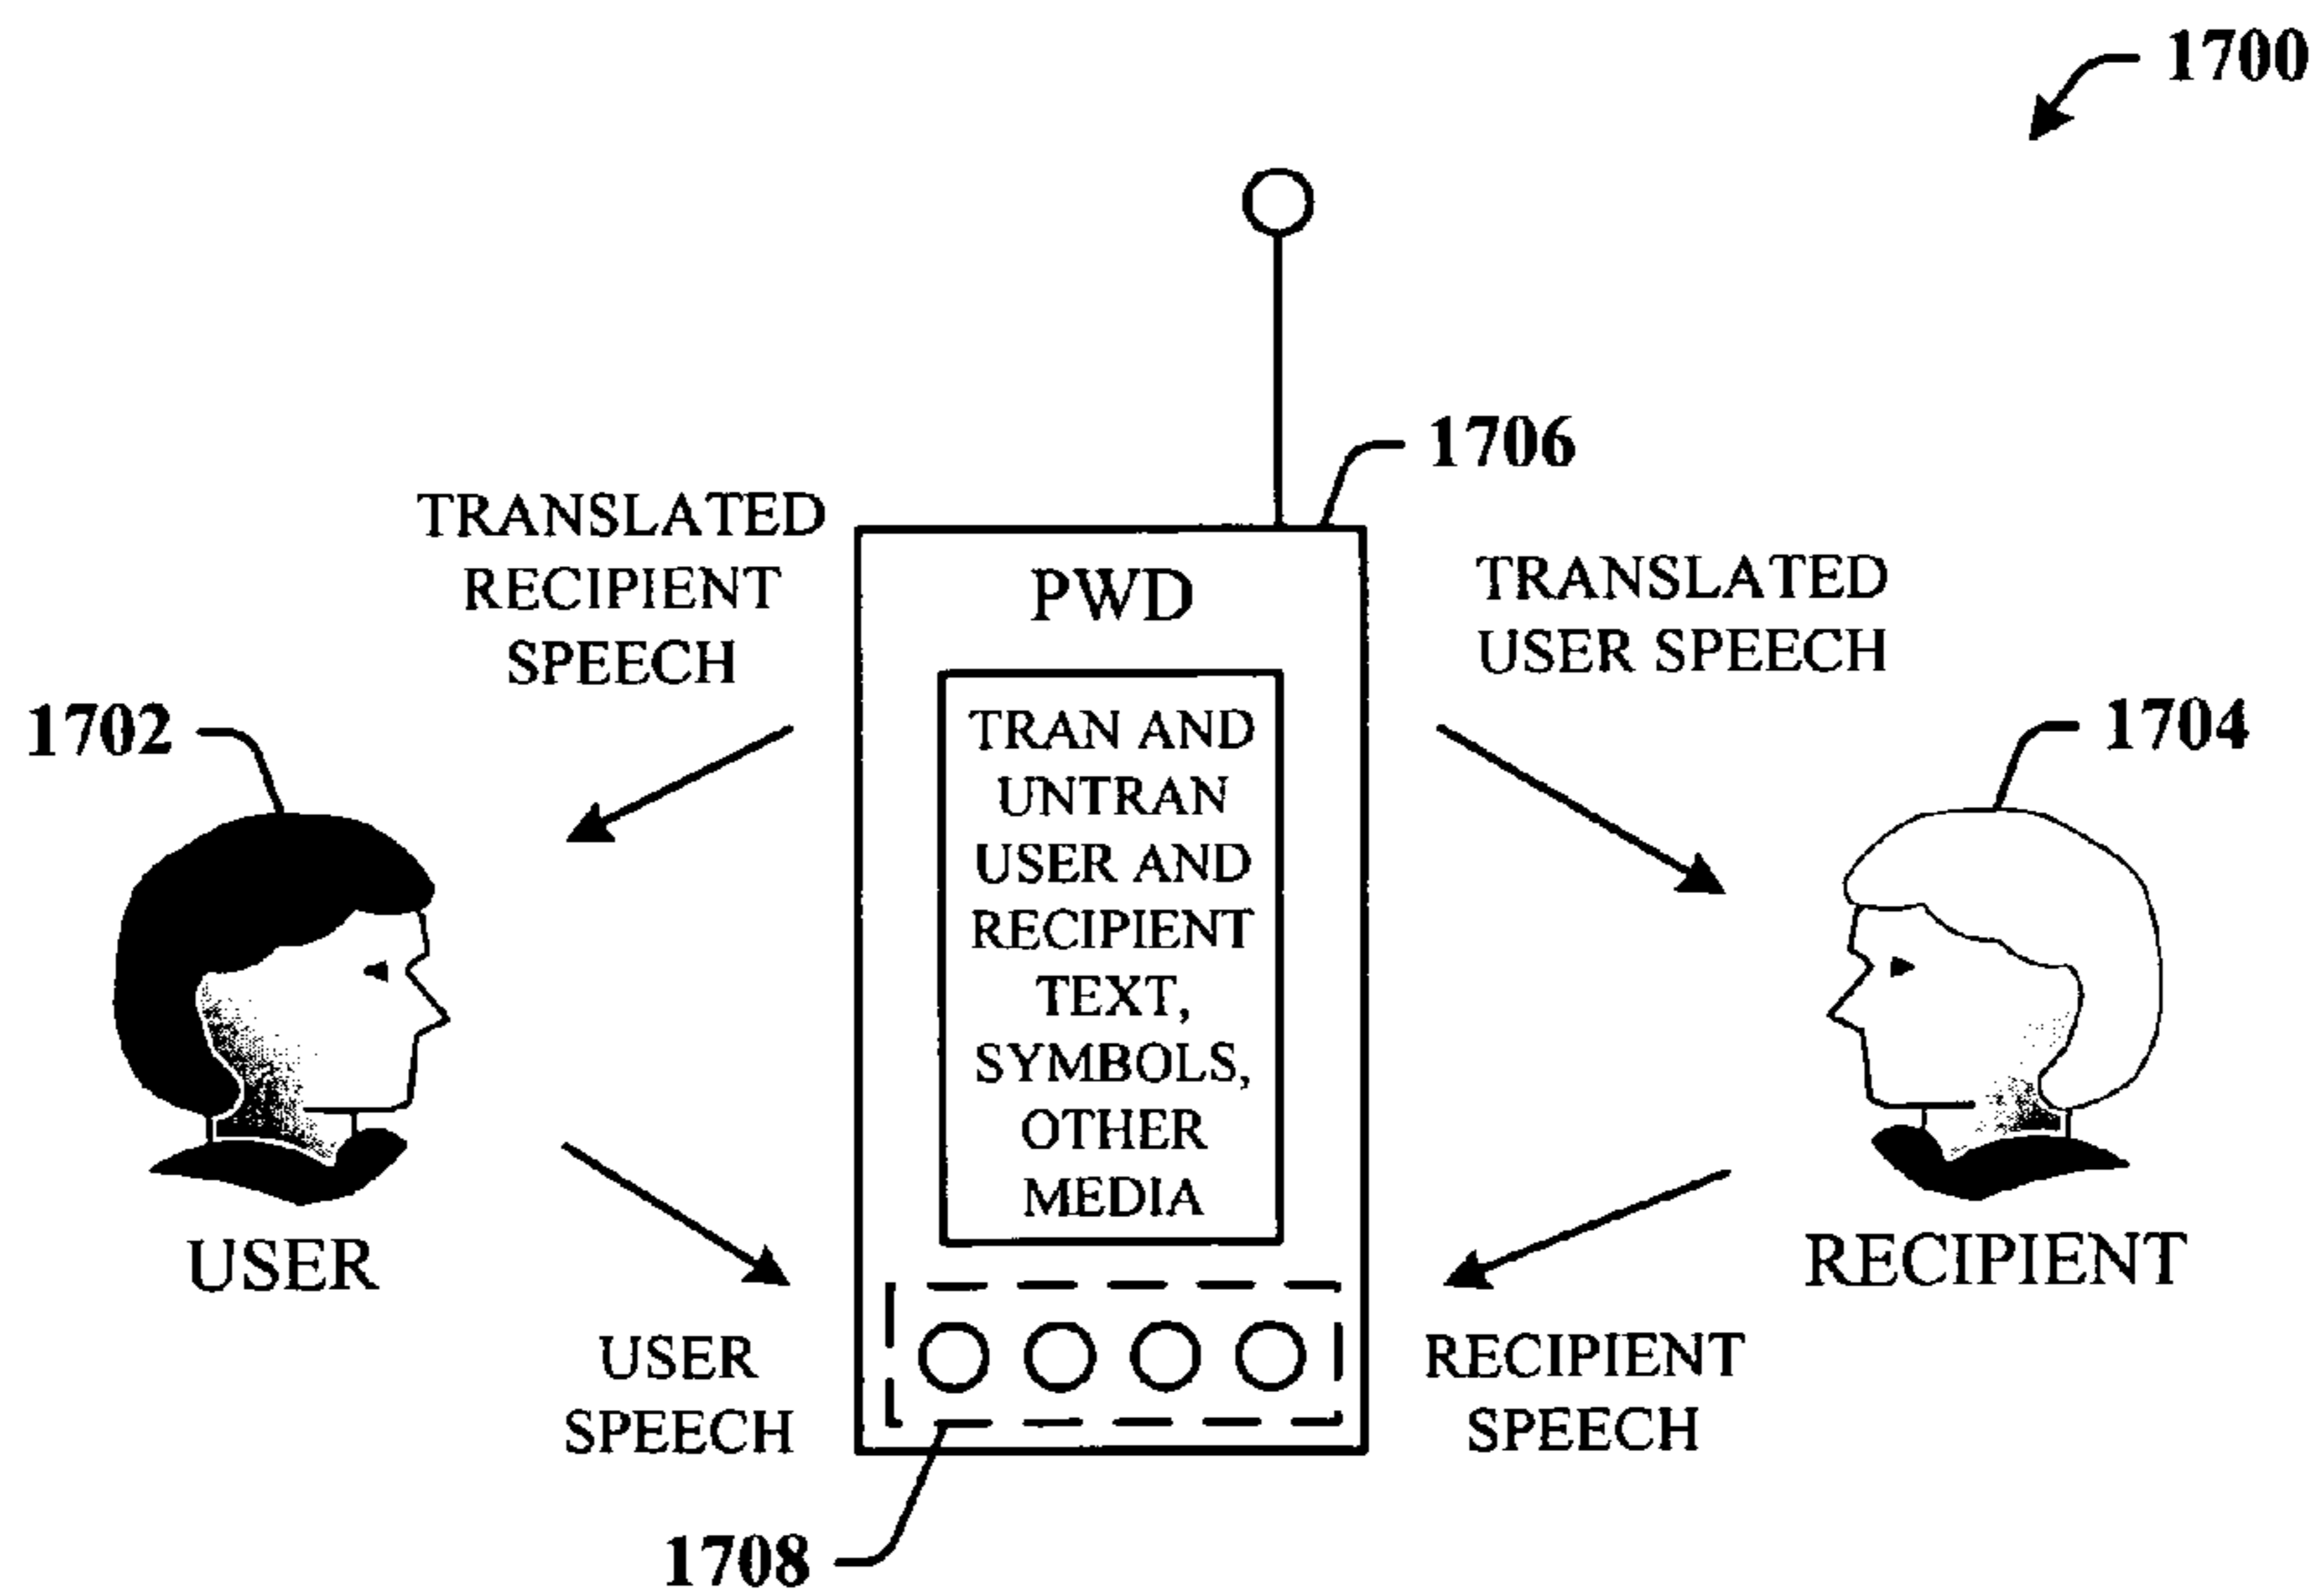 1700
1706
TRANSLATED
RECIPIENT
SPEECH
PWD
TRANSLATED
USER SPEECH
1702
1704
TRAN AND
UNTRAN
USER AND
RECIPIENT
TEXT,
SYMBOLS,
OTHER
MEDIA
USER
RECIPIENT
USER
SPEECH
RECIPIENT
SPEECH
1708